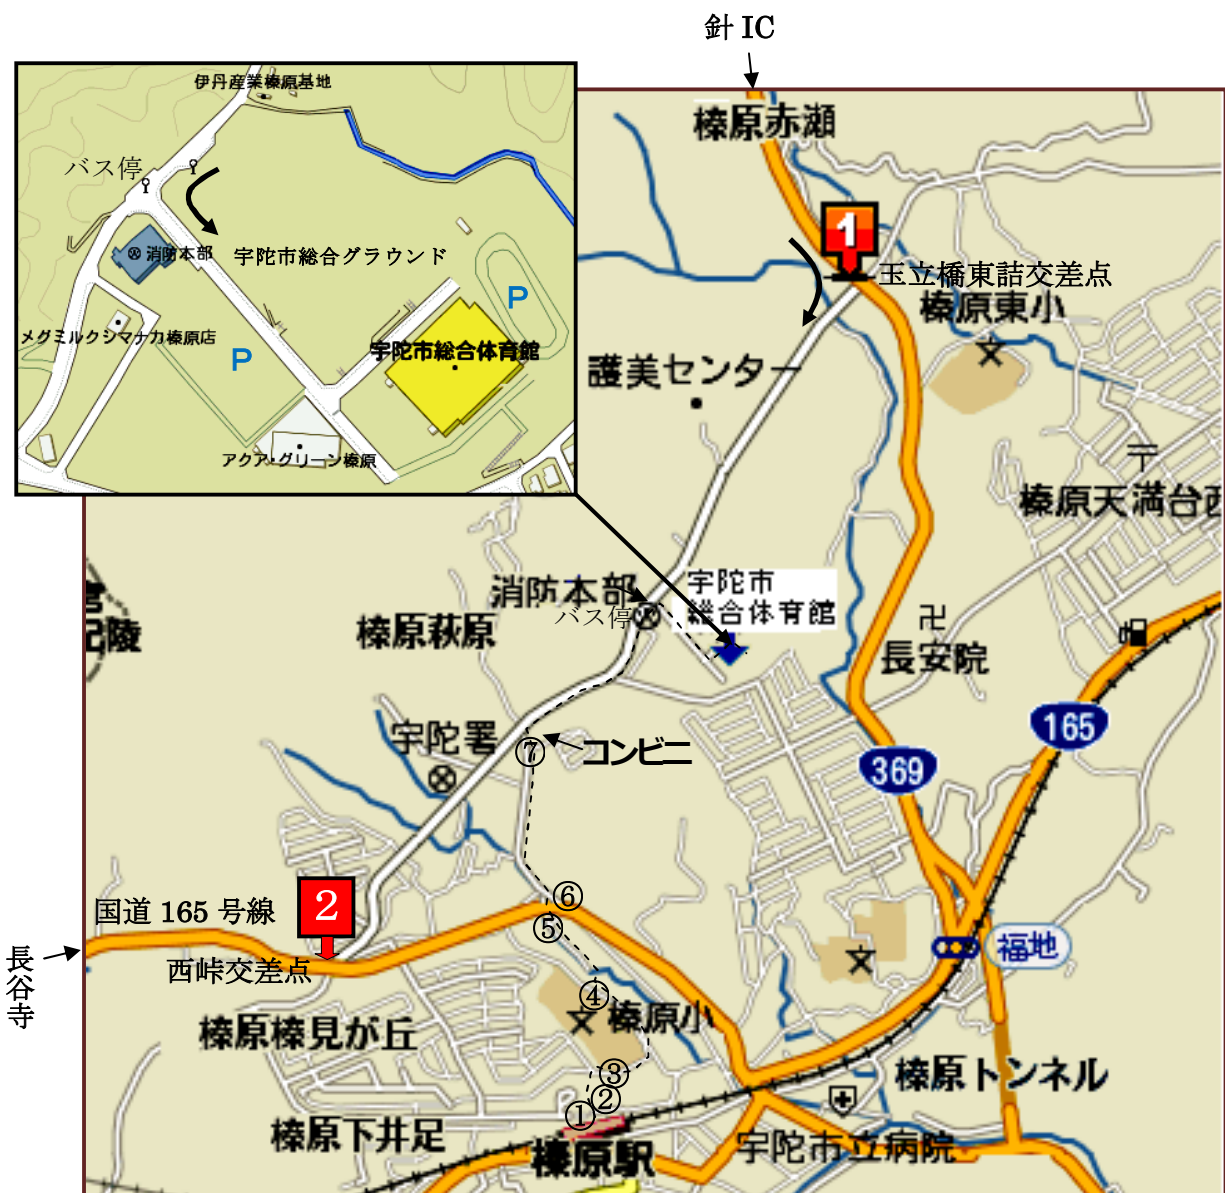 針 IC
伊丹産業榛原基地
バス停
消防本部
宇陀市総合グラウンド
P
メグミルクシマナカ榛原店
P
宇陀市総合体育館
アクア・グリーン榛原
榛原赤瀬
1
玉立橋東詰交差点
榛原東小
護美センター
榛原天満台西
消防本部
バス停
宇陀市
総合体育館
榛原萩原
陵
長安院
165
宇陀署
⑦
コンビニ
369
2
国道 165 号線
⑥
⑤
西峠交差点
福地
長谷寺
④
榛原小
榛原榛見が丘
③
②
①
榛原トンネル
榛原下井足
榛原駅
宇陀市立病院